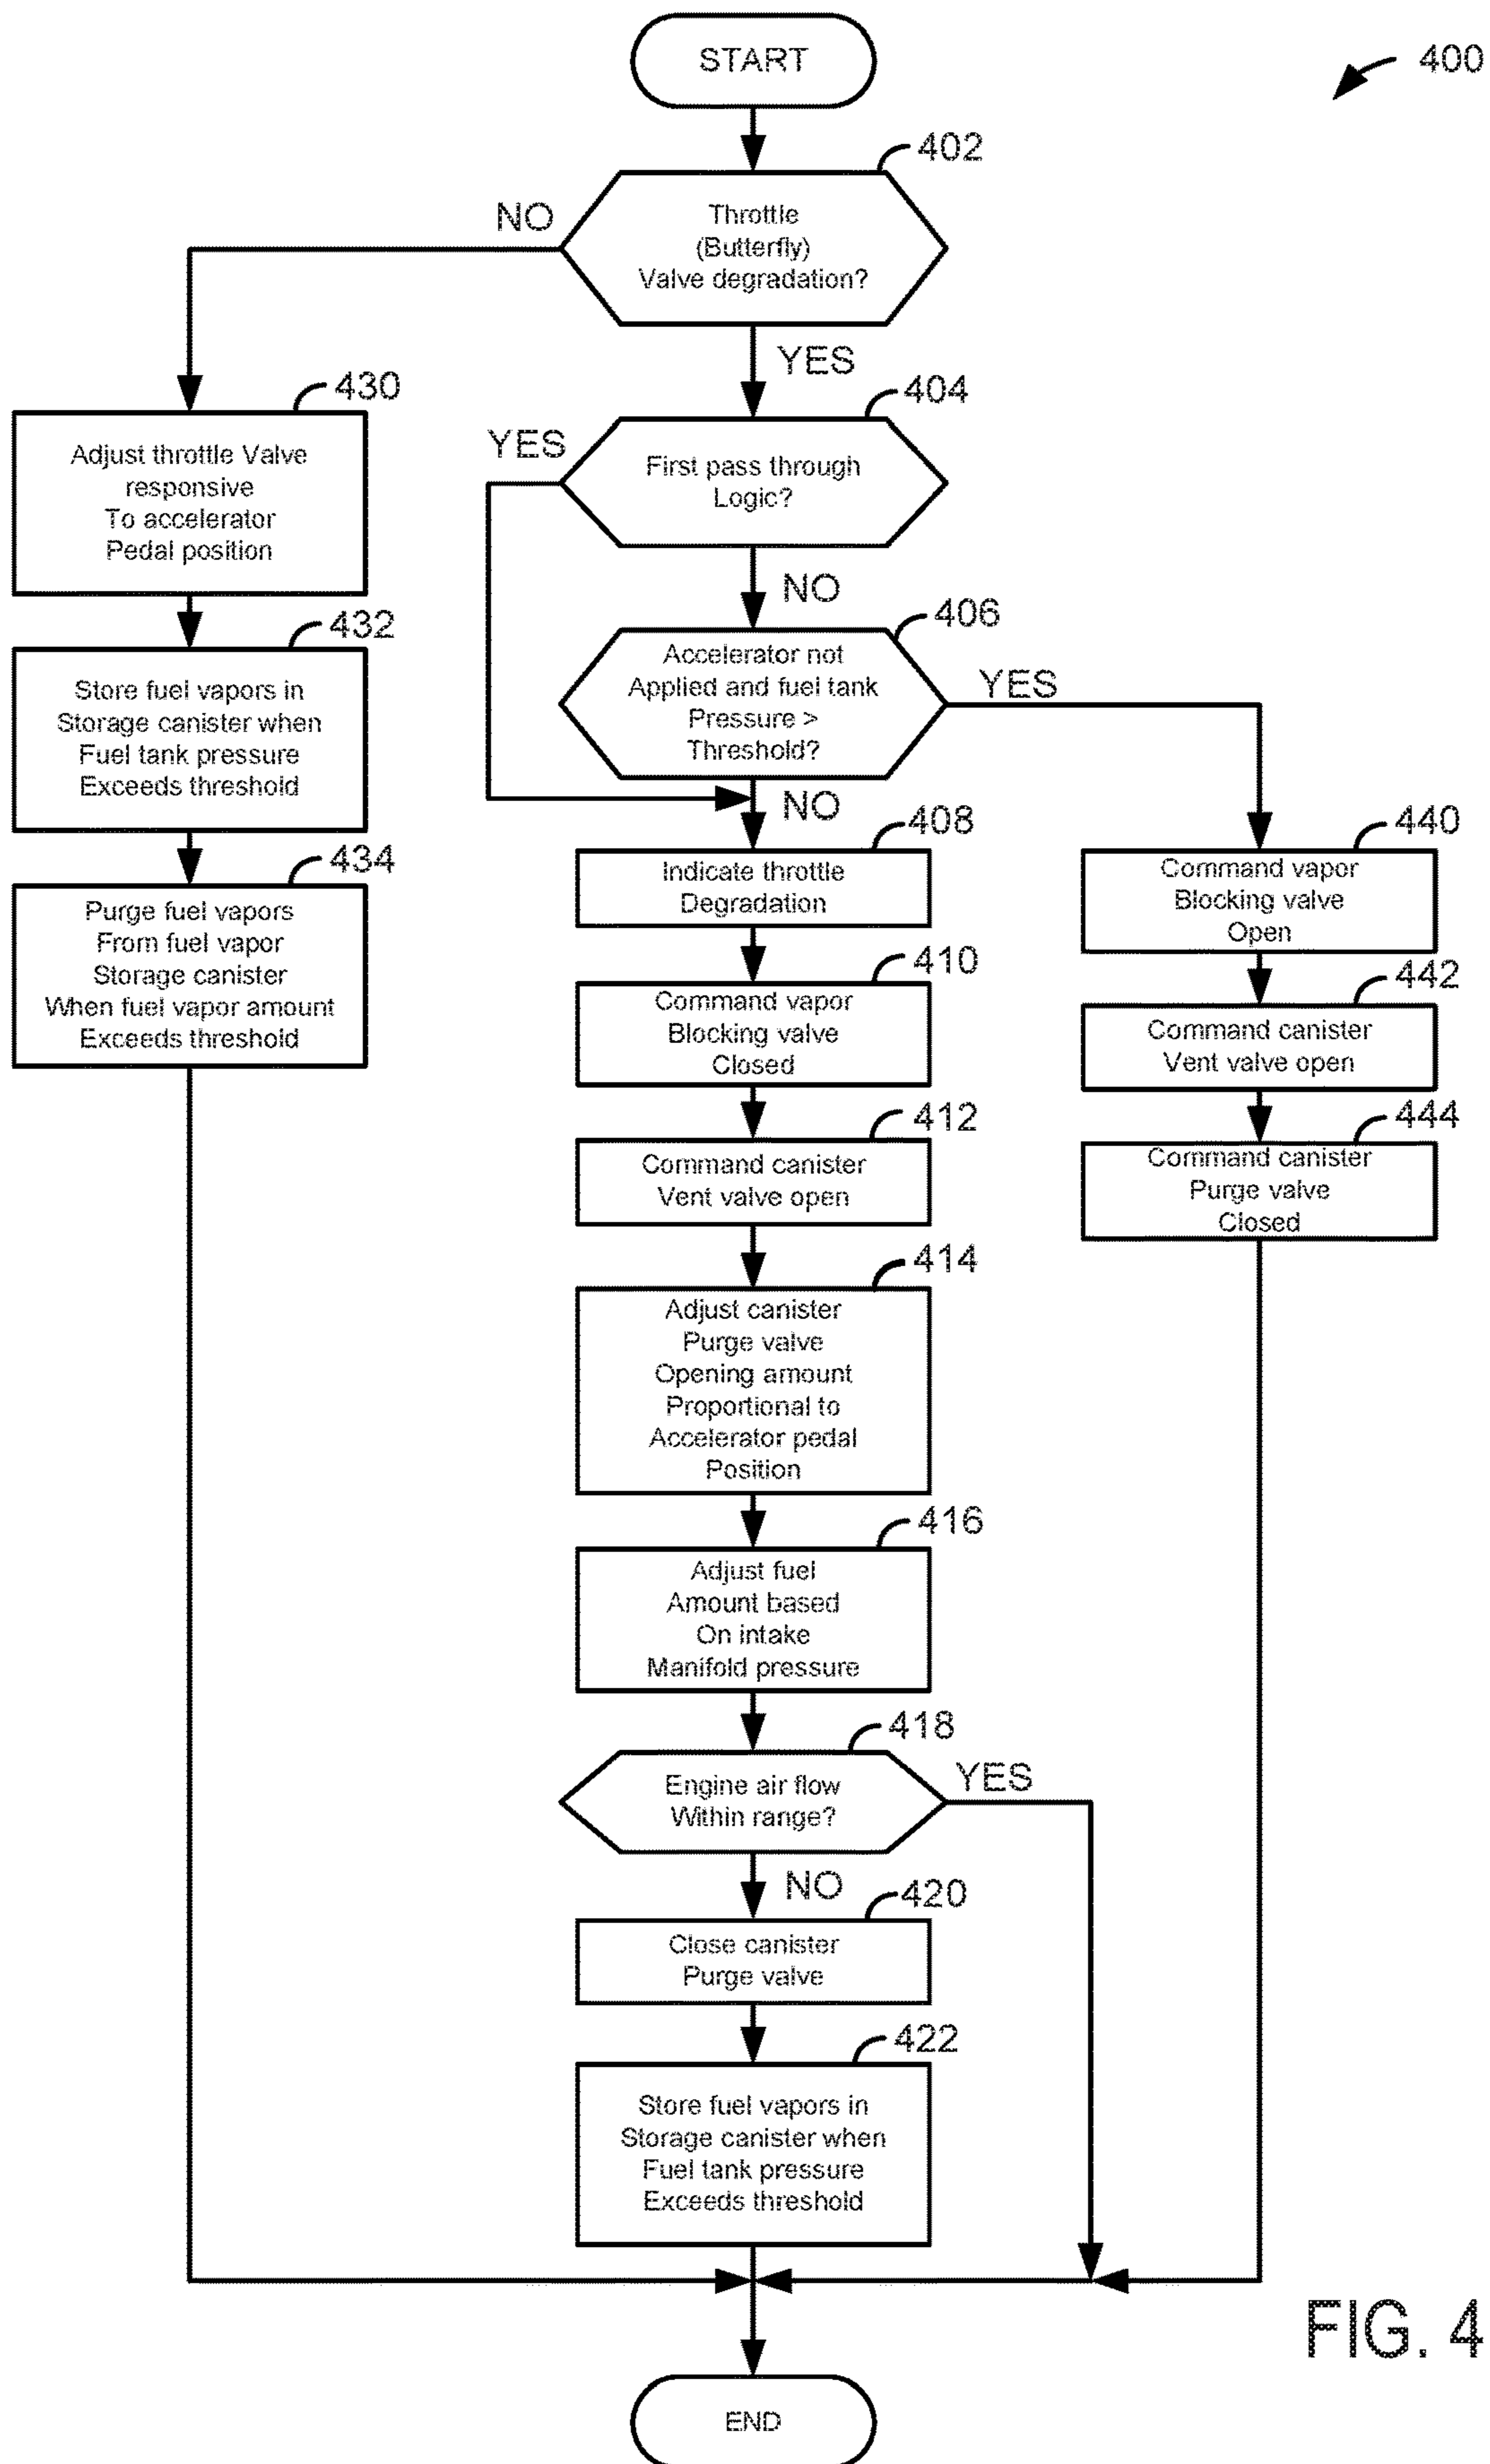 START
400
402
Throttle
(Butterfly)
Valve degradation?
NO
YES
430
Adjust throttle Valve
responsive
To accelerator
Pedal position
404
First pass through
Logic?
YES
NO
432
Store fuel vapors in
Storage canister when
Fuel tank pressure
Exceeds threshold
406
Accelerator not
Applied and fuel tank
Pressure >
Threshold?
YES
NO
434
Purge fuel vapors
From fuel vapor
Storage canister
When fuel vapor amount
Exceeds threshold
408
Indicate throttle
Degradation
440
Command vapor
Blocking valve
Open
410
Command vapor
Blocking valve
Closed
442
Command canister
Vent valve open
412
Command canister
Vent valve open
444
Command canister
Purge valve
Closed
414
Adjust canister
Purge valve
Opening amount
Proportional to
Accelerator pedal
Position
416
Adjust fuel
Amount based
On intake
Manifold pressure
418
Engine air flow
Within range?
YES
NO
420
Close canister
Purge valve
422
Store fuel vapors in
Storage canister when
Fuel tank pressure
Exceeds threshold
FIG. 4
END